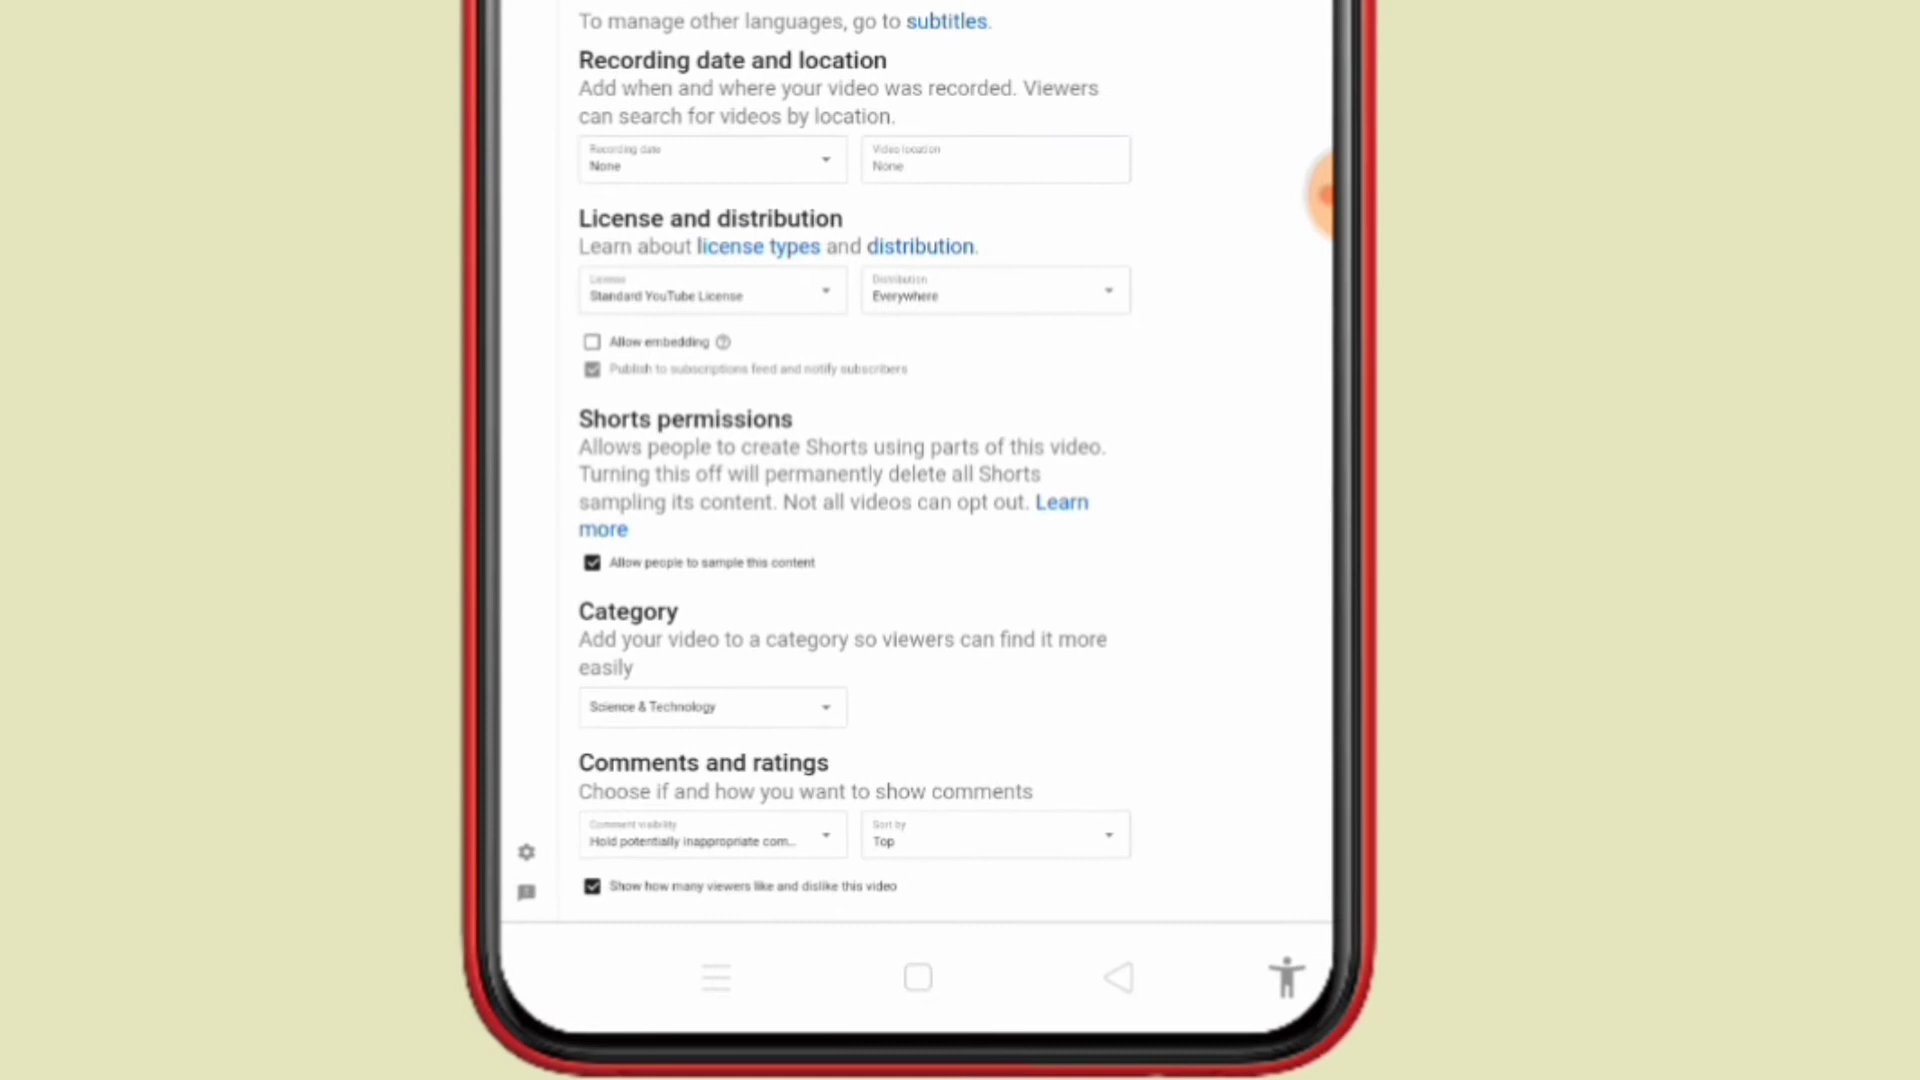 To manage other languages, go to subtitles.
Recording date and location
Add when and where your video was recorded. Viewers
can search for videos by location.
Recording date
None
Video location
None
License and distribution
Learn about license types and distribution.
License
Standard YouTube License
Distribution
Everywhere
Allow embedding
Publish to subscriptions feed and notify subscribers
Shorts permissions
Allows people to create Shorts using parts of this video.
Turning this off will permanently delete all Shorts
sampling its content. Not all videos can opt out. Learn
more
Allow people to sample this content
Category
Add your video to a category so viewers can find it more
easily
Science & Technology
Comments and ratings
Choose if and how you want to show comments
Comment visibility
Hold potentially inappropriate com...
Sort by
Top
Show how many viewers like and dislike this video